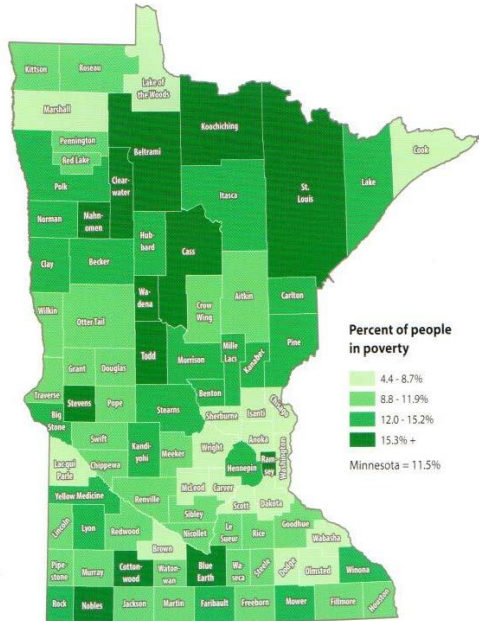 Kittson
Roseau
Lake of
the Woods
Marshall
Koochiching
Cook
Pennington
Beltrami
Red Lake
Clear-
water
St.
Louis
Lake
Polk
Itasca
Norman
Mahn-
omen
Hub-
bard
Cass
Clay
Becker
Wa-
dena
Crow
Wing
Aitkin
Carlton
Wilkin
Otter Tail
Pine
Percent of people
in poverty
4.4 - 8.7%
8.8 - 11.9%
12.0 - 15.2%
15.3% +
Minnesota = 11.5%
Todd
Morrison
Mille
Lacs
Kanabec
Grant
Douglas
Traverse
Stevens
Pope
Stearns
Benton
Big
Stone
Sherburne
Isanti
Chisago
Swift
Kandi-
yohi
Meeker
Wright
Anoka
Washington
Lac qui
Parle
Chippewa
Hennepin
Ram-
sey
McLeod
Carver
Yellow Medicine
Renville
Scott
Dakota
Sibley
Lincoln
Lyon
Redwood
Nicollet
Le
Sueur
Rice
Goodhue
Wabasha
Brown
Pipe
stone
Murray
Cotton-
wood
Waton-
wan
Blue
Earth
Wa
seca
Steele
Dodge
Olmsted
Winona
Rock
Nobles
Jackson
Martin
Faribault
Freeborn
Mower
Fillmore
Houston